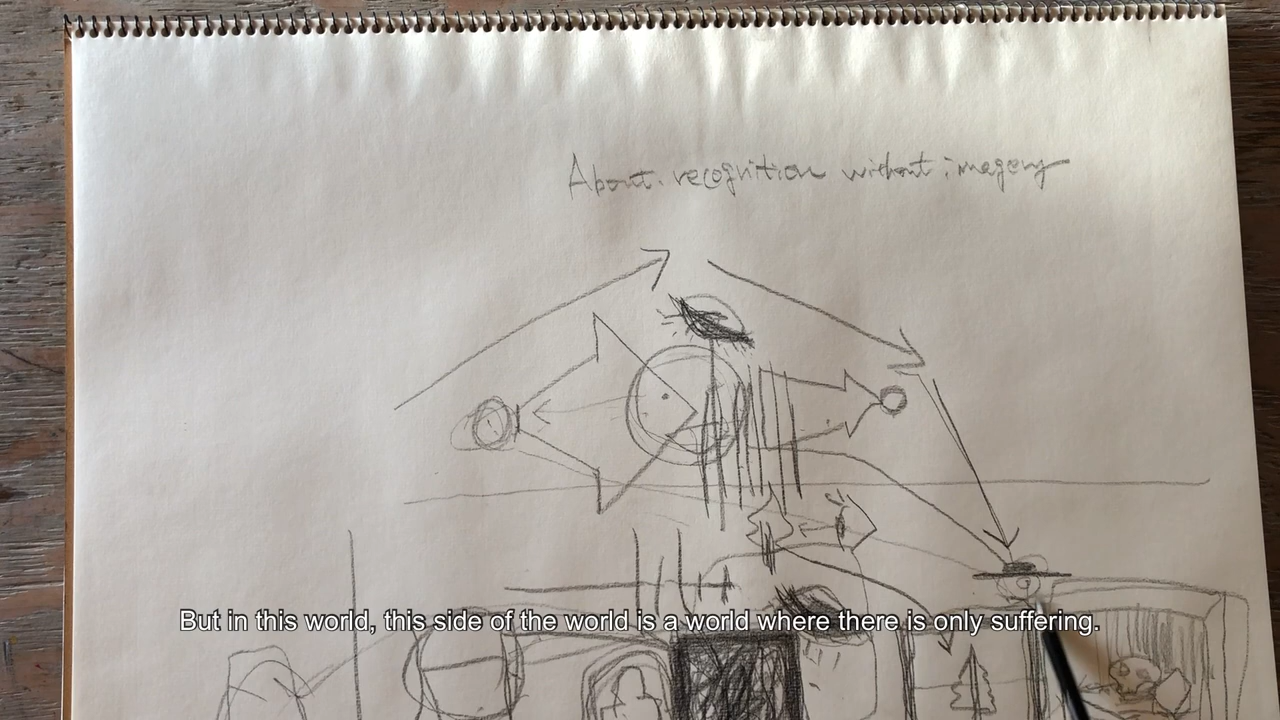 About. recognition without imagery
But in this world, this side of the world is a world where there is only suffering.